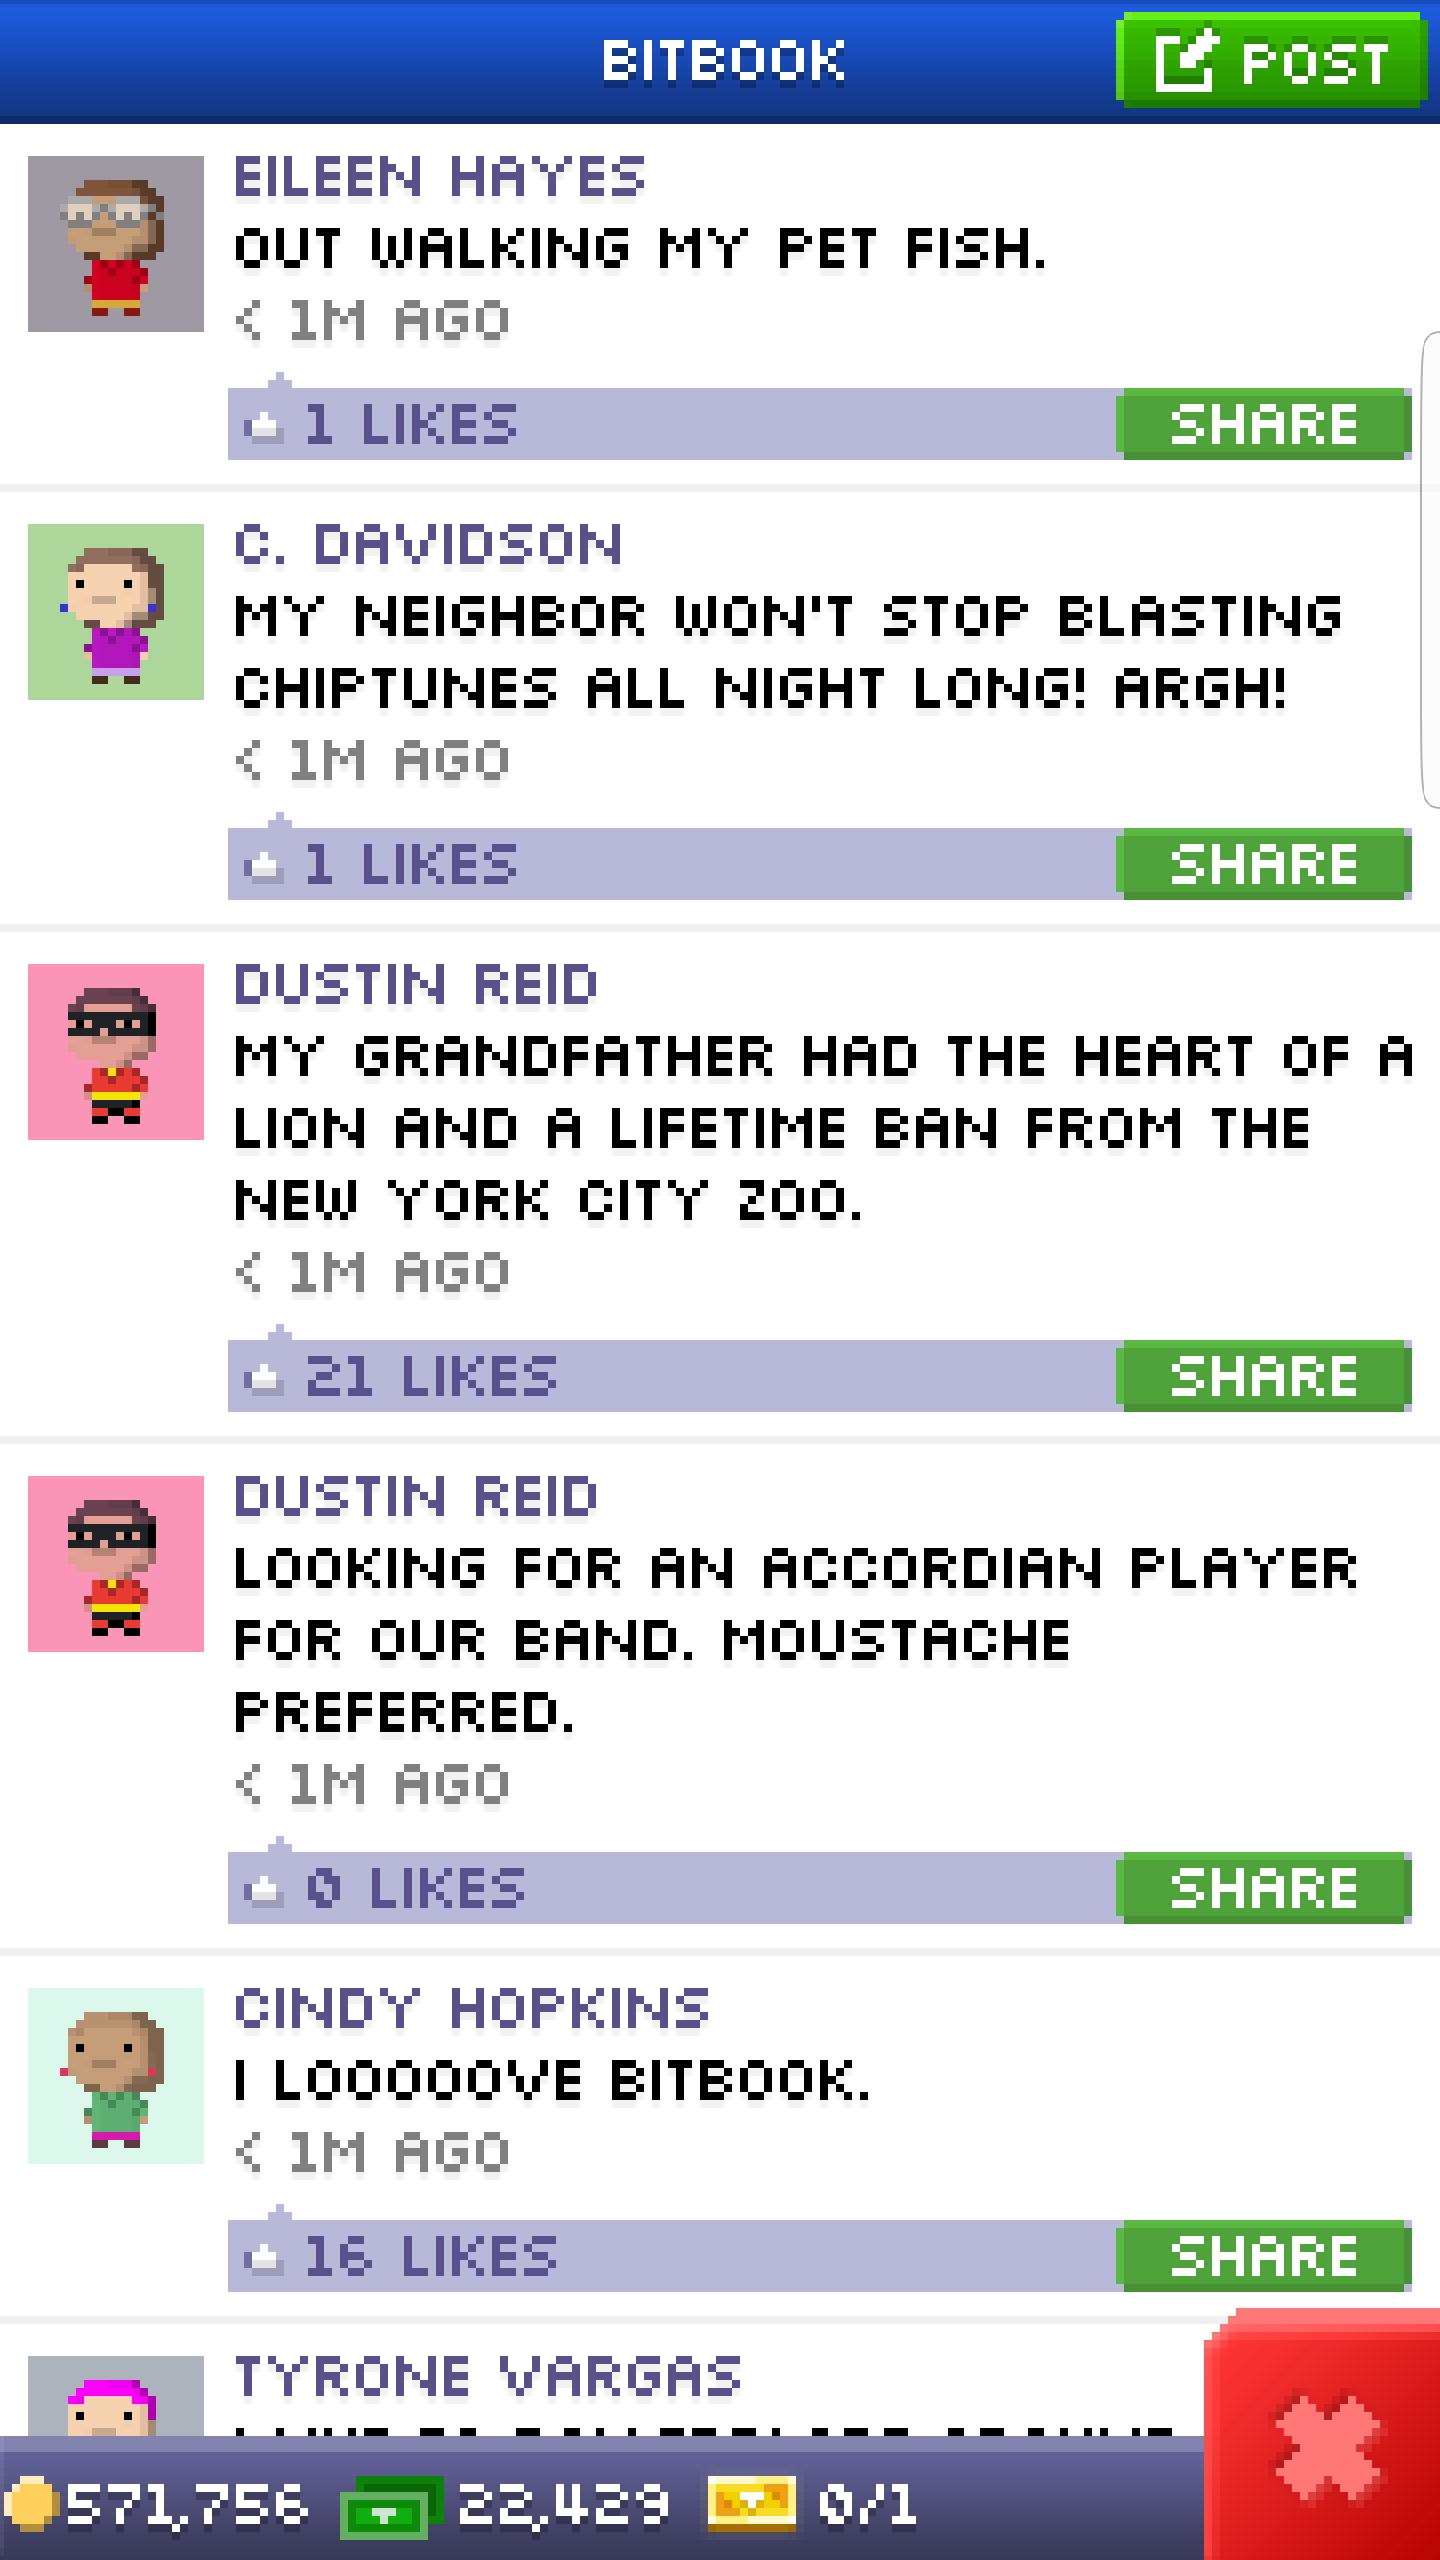 BITBOOK
POST
EILEEN HAYES
OUT WALKING MY PET FISH.
< 1M AGO
1 LIKES
SHARE
C. DAVIDSON
MY NEIGHBOR WON'T STOP BLASTING
CHIPTUNES ALL NIGHT LONG! ARGH!
< 1M AGO
1 LIKES
SHARE
DUSTIN REID
MY GRANDFATHER HAD THE HEART OF A
LION AND A LIFETIME BAN FROM THE
NEW YORK CITY ZOO.
< 1M AGO
21 LIKES
SHARE
DUSTIN REID
LOOKING FOR AN ACCORDIAN PLAYER
FOR OUR BAND. MOUSTACHE
PREFERRED.
< 1M AGO
0 LIKES
SHARE
CINDY HOPKINS
I LOOOOOVE BITBOOK.
< 1M AGO
16 LIKES
SHARE
TYRONE VARGAS
571,756 22,429 0/1